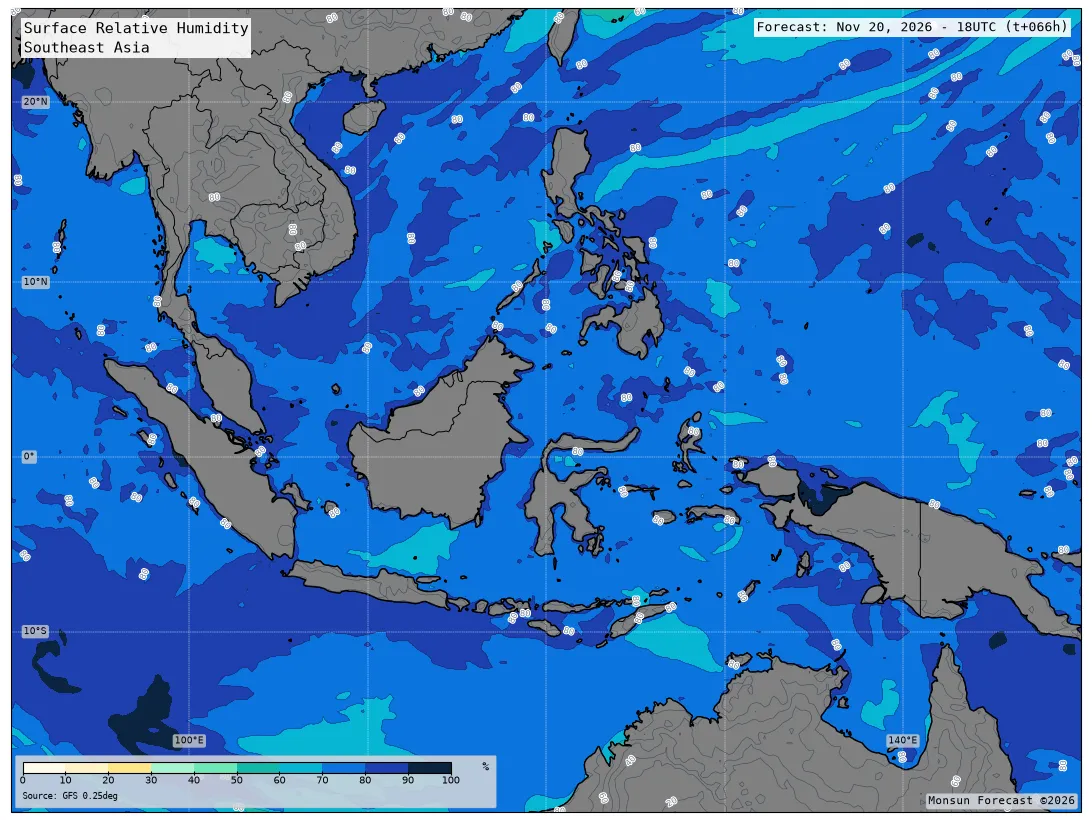 Surface Relative Humidity
Southeast Asia
Forecast: Nov 20, 2026 - 18UTC (t+066h)
20°N
10°N
0°
10°S
100°E
140°E
0 10 20 30 40 50 60 70 80 90 100
%
Source: GFS 0.25deg
Monsun Forecast ©2026